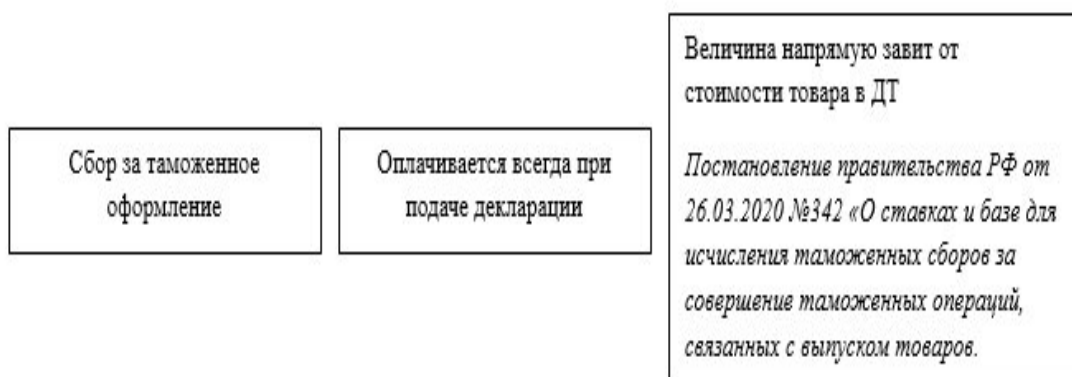 Сбор за таможенное
оформление
Оплачивается всегда при
подаче декларации
Величина напрямую завит от
стоимости товара в ДТ
Постановление правительства РФ от
26.03.2020 №342 «О ставках и базе для
исчисления таможенных сборов за
совершение таможенных операций,
связанных с выпуском товаров.